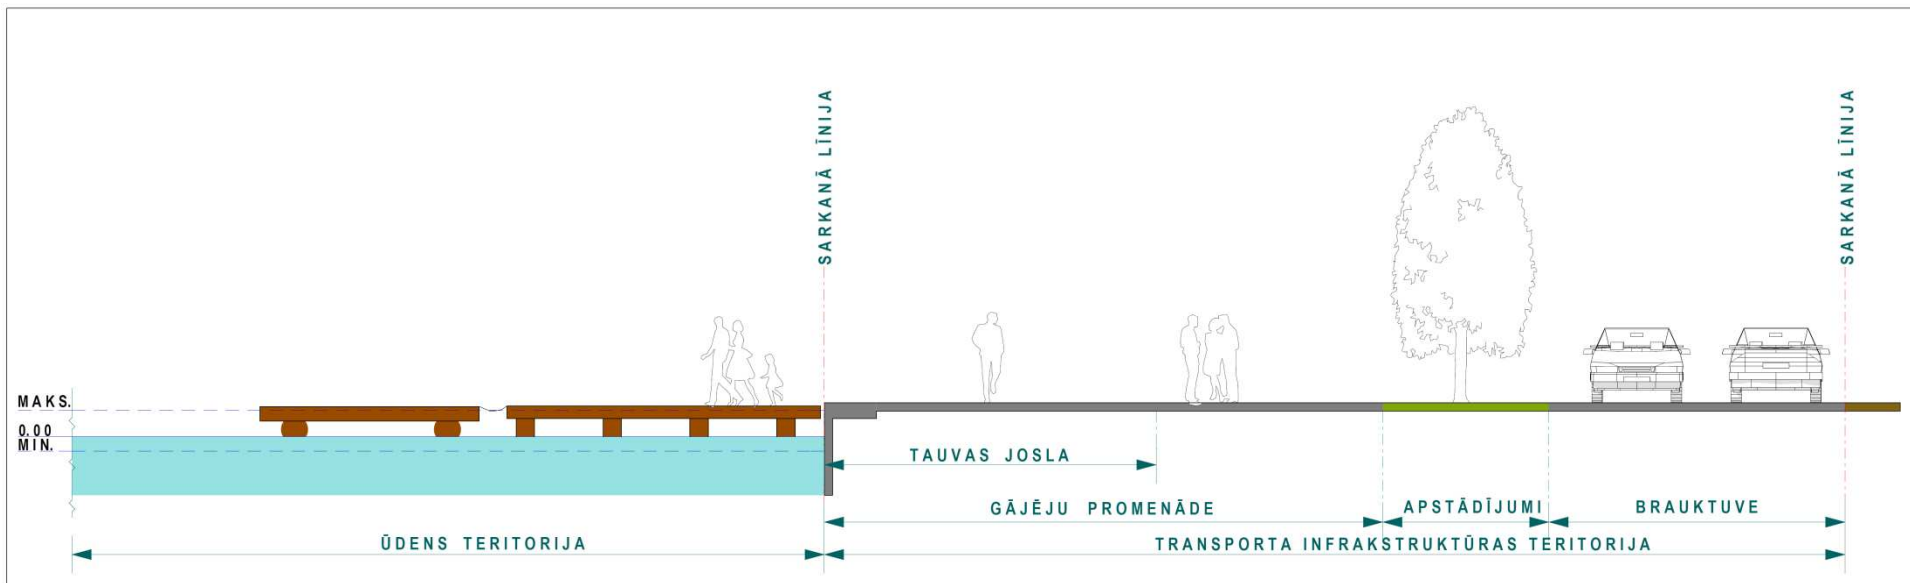 SARKANĀ LĪNIJA
SARKANĀ LĪNIJA
MAKS.
0,00
MIN.
TAUVAS JOSLA
GĀJĒJU PROMENĀDE
APSTĀDĪJUMI
BRAUKTUVE
ŪDENS TERITORIJA
TRANSPORTA INFRAKSTRUKTŪRAS TERITORIJA